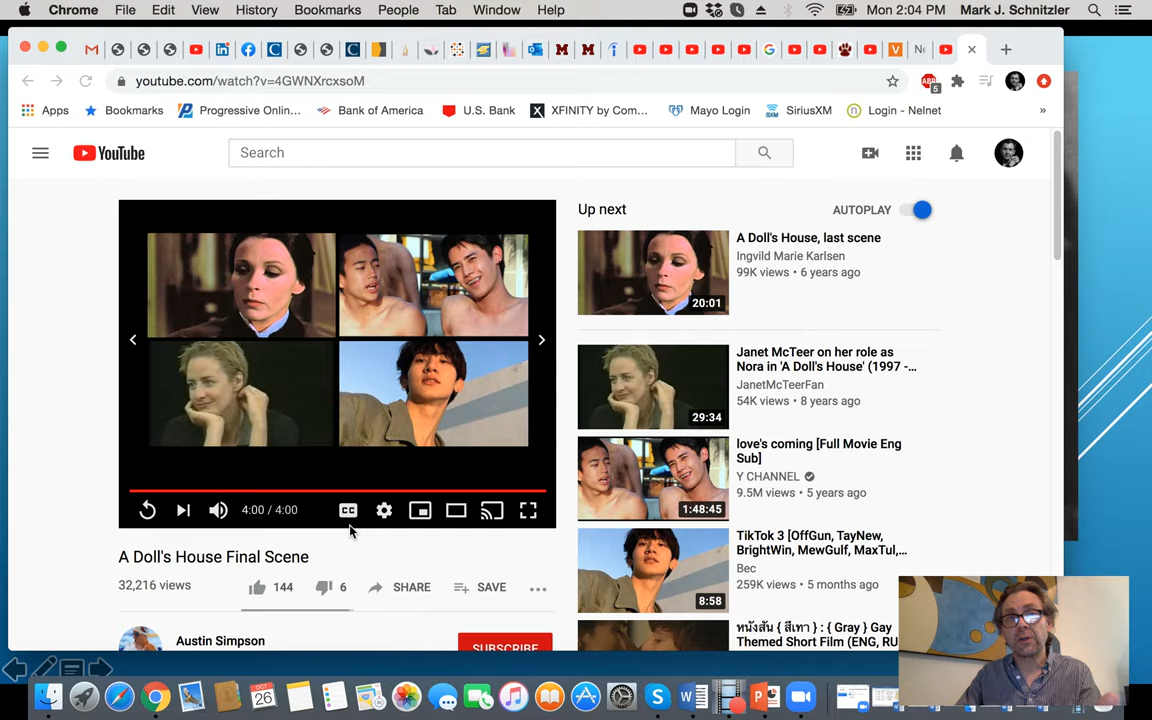 Chrome File Edit View History Bookmarks People Tab Window Help Mon 2:04 PM Mark J. Schnitzler
youtube.com/watch?v=4GWNXrcxsoM
Apps Bookmarks Progressive Onlin... Bank of America U.S. Bank XFINITY by Com... Mayo Login SiriusXM Login - Nelnet »
YouTube Search
Up next AUTOPLAY
A Doll's House, last scene
Ingvild Marie Karlsen
99K views • 6 years ago
20:01
Janet McTeer on her role as
Nora in 'A Doll's House' (1997 -...
JanetMcTeerFan
54K views • 8 years ago
29:34
love's coming [Full Movie Eng
Sub]
Y CHANNEL
9.5M views • 5 years ago
1:48:45
4:00 / 4:00
TikTok 3 [OffGun, TayNew,
BrightWin, MewGulf, MaxTul,...
Bec
259K views • 5 months ago
8:58
A Doll's House Final Scene
32,216 views 144 6 SHARE SAVE
หนังสั้น { สีเทา } : { Gray } Gay
Themed Short Film (ENG, RU
Austin Simpson
SUBSCRIBE
OCT
26